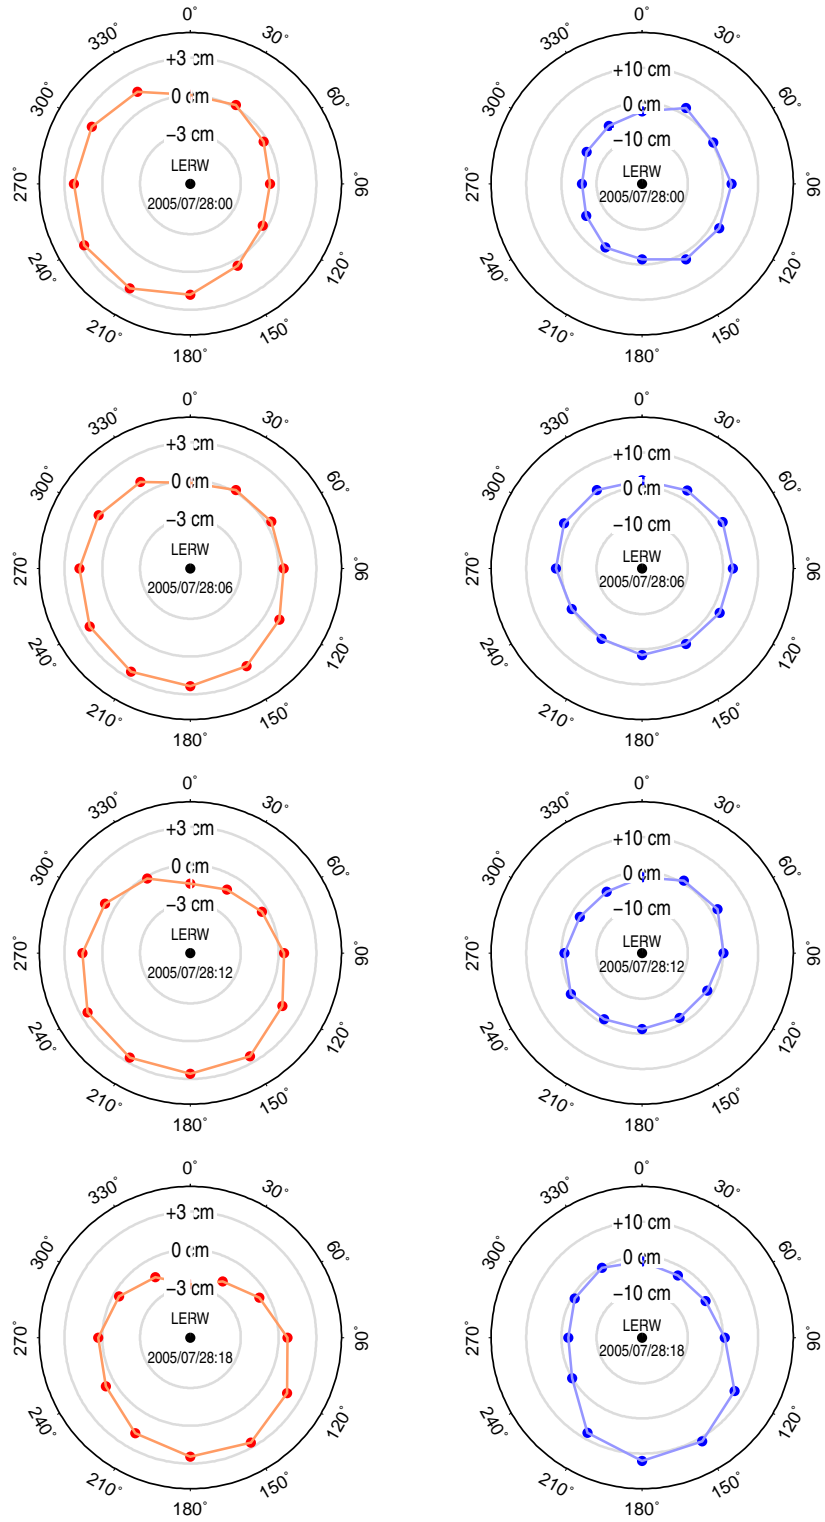 0° 0°
330° 30° 330° 30°
+3 cm +10 cm
300° 60° 300° 60°
0 cm 0 cm
−3 cm −10 cm
LERW LERW
270° 90° 270° 90°
2005/07/28:00 2005/07/28:00
240° 120° 240° 120°
210° 150° 210° 150°
180° 180°
0° 0°
330° 30° 330° 30°
+3 cm +10 cm
300° 60° 300° 60°
0 cm 0 cm
−3 cm −10 cm
LERW LERW
270° 90° 270° 90°
2005/07/28:06 2005/07/28:06
240° 120° 240° 120°
210° 150° 210° 150°
180° 180°
0° 0°
330° 30° 330° 30°
+3 cm +10 cm
300° 60° 300° 60°
0 cm 0 cm
−3 cm −10 cm
LERW LERW
270° 90° 270° 90°
2005/07/28:12 2005/07/28:12
240° 120° 240° 120°
210° 150° 210° 150°
180° 180°
0° 0°
330° 30° 330° 30°
+3 cm +10 cm
300° 60° 300° 60°
0 cm 0 cm
−3 cm −10 cm
LERW LERW
270° 90° 270° 90°
2005/07/28:18 2005/07/28:18
240° 120° 240° 120°
210° 150° 210° 150°
180° 180°